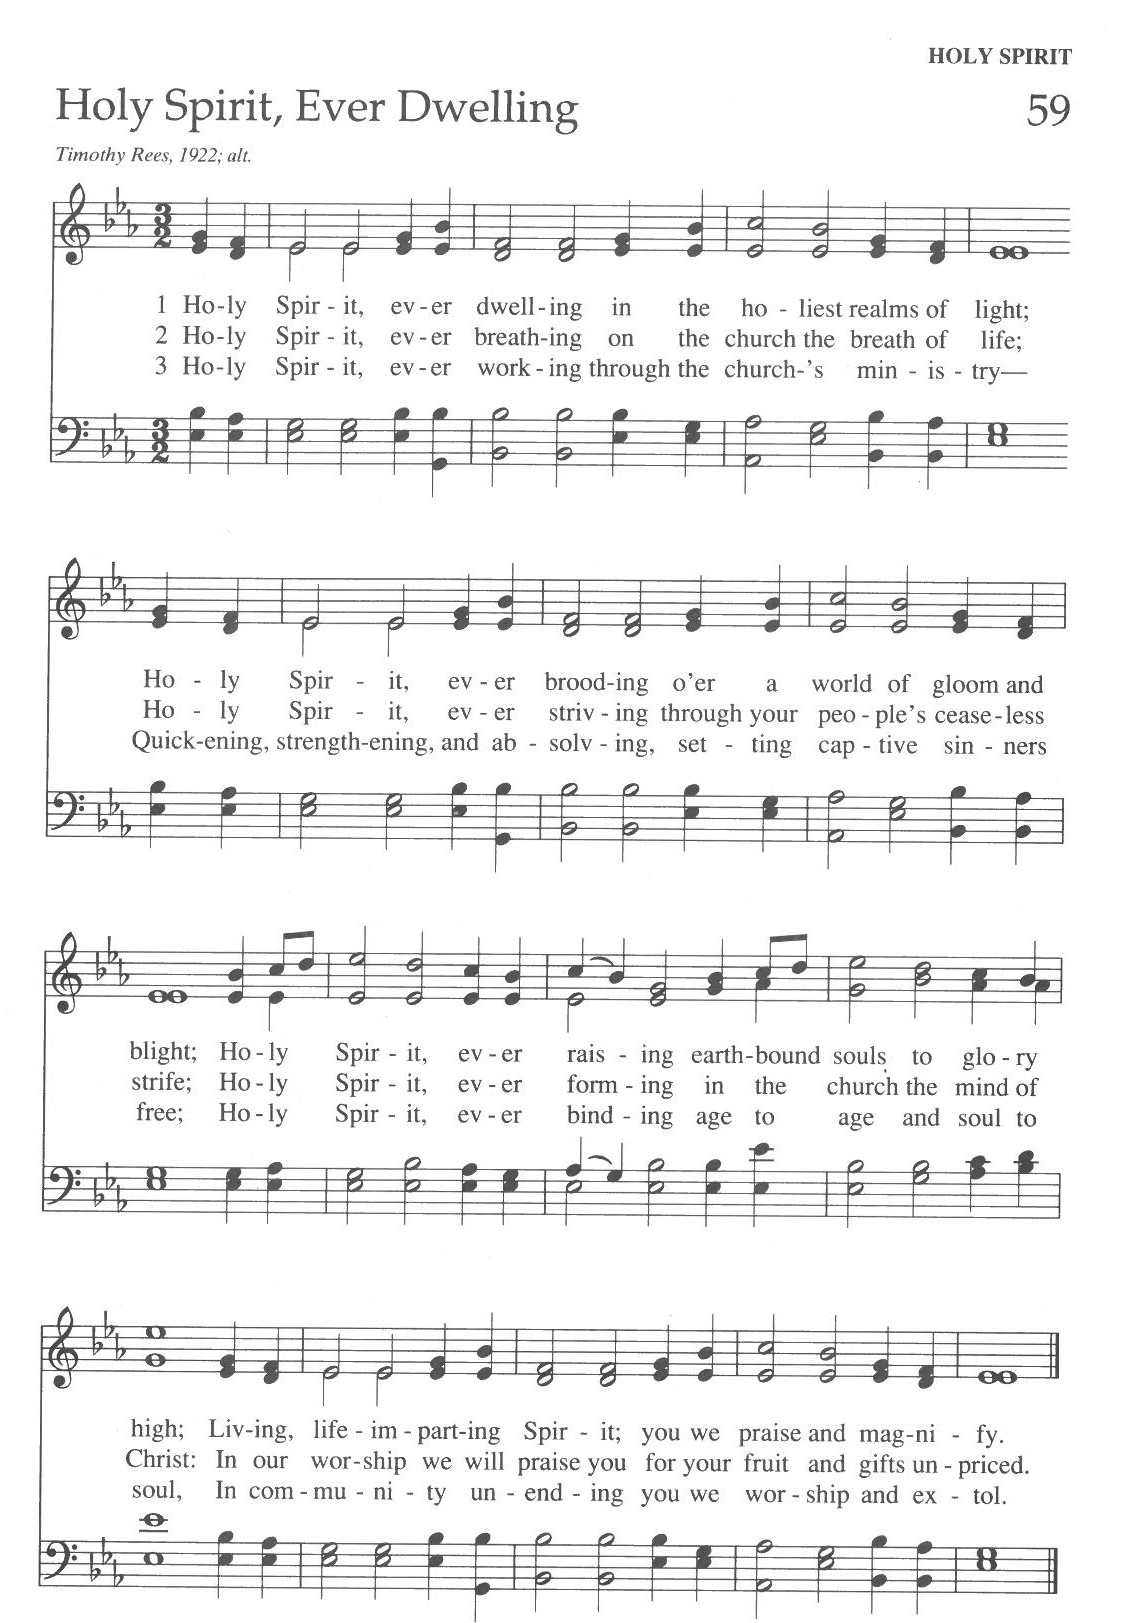 HOLY SPIRIT
Holy Spirit, Ever Dwelling 59
Timothy Rees, 1922; alt.
1 Ho-ly Spir - it, ev - er dwell-ing in the ho - liest realms of light;
2 Ho-ly Spir - it, ev - er breath-ing on the church the breath of life;
3 Ho-ly Spir - it, ev - er work - ing through the church-'s min - is - try—
Ho - ly Spir - it, ev - er brood-ing o'er a world of gloom and
Ho - ly Spir - it, ev - er striv - ing through your peo - ple's cease-less
Quick-ening, strength-ening, and ab - solv - ing, set - ting cap - tive sin - ners
blight; Ho - ly Spir - it, ev - er rais - ing earth-bound souls to glo - ry
strife; Ho - ly Spir - it, ev - er form - ing in the church the mind of
free; Ho - ly Spir - it, ev - er bind - ing age to age and soul to
high; Liv-ing, life - im - part-ing Spir - it; you we praise and mag-ni - fy.
Christ: In our wor-ship we will praise you for your fruit and gifts un - priced.
soul, In com - mu - ni - ty un - end - ing you we wor - ship and ex - tol.